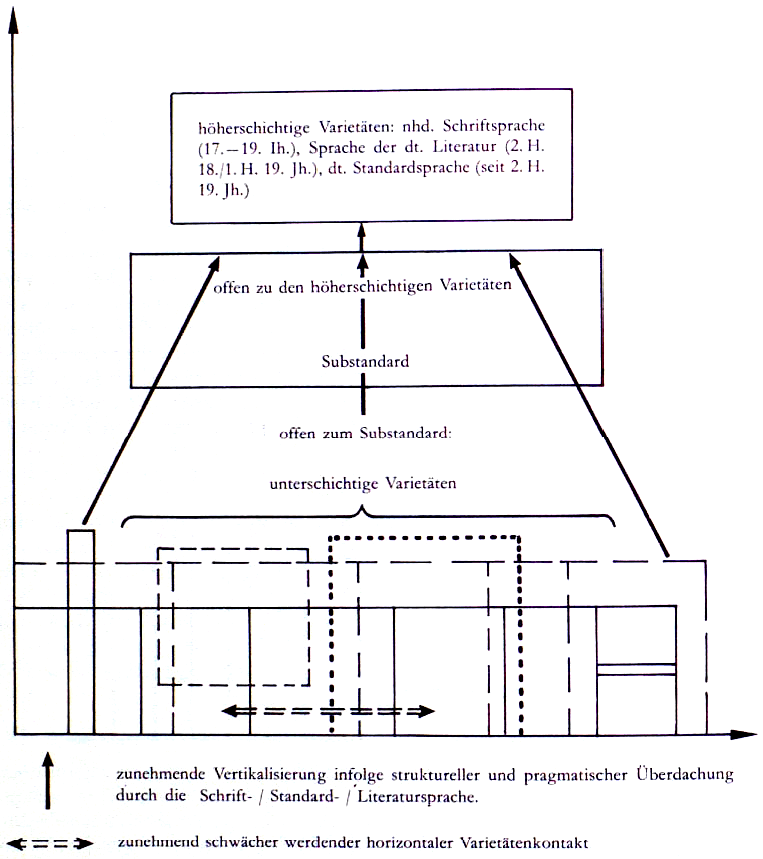 höherschichtige Varietäten: nhd. Schriftsprache
(17.–19. Ih.), Sprache der dt. Literatur (2. H.
18./1. H. 19. Jh.), dt. Standardsprache (seit 2. H.
19. Jh.)
offen zu den höherschichtigen Varietäten
Substandard
offen zum Substandard:
unterschichtige Varietäten
zunehmende Vertikalisierung infolge struktureller und pragmatischer Überdachung
durch die Schrift- / Standard- / Literatursprache.
zunehmend schwächer werdender horizontaler Varietätenkontakt